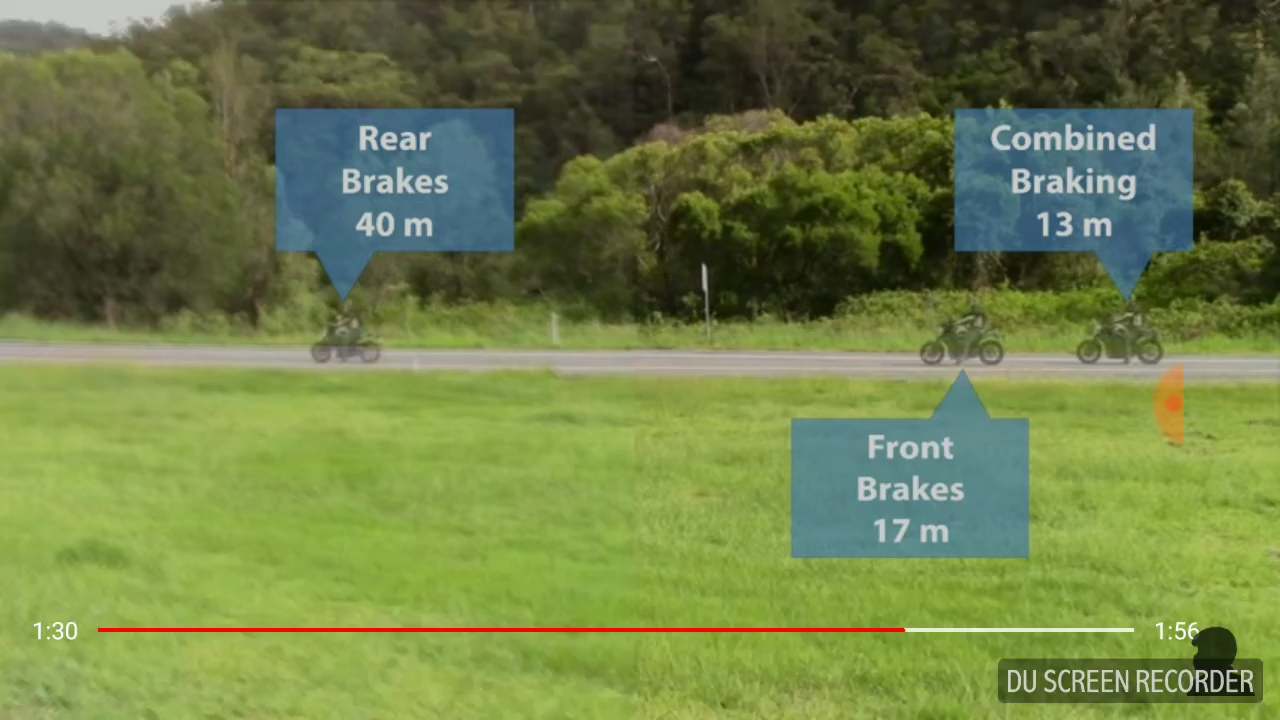 Rear
Brakes
40 m
Combined
Braking
13 m
Front
Brakes
17 m
1:30
1:56
DU SCREEN RECORDER